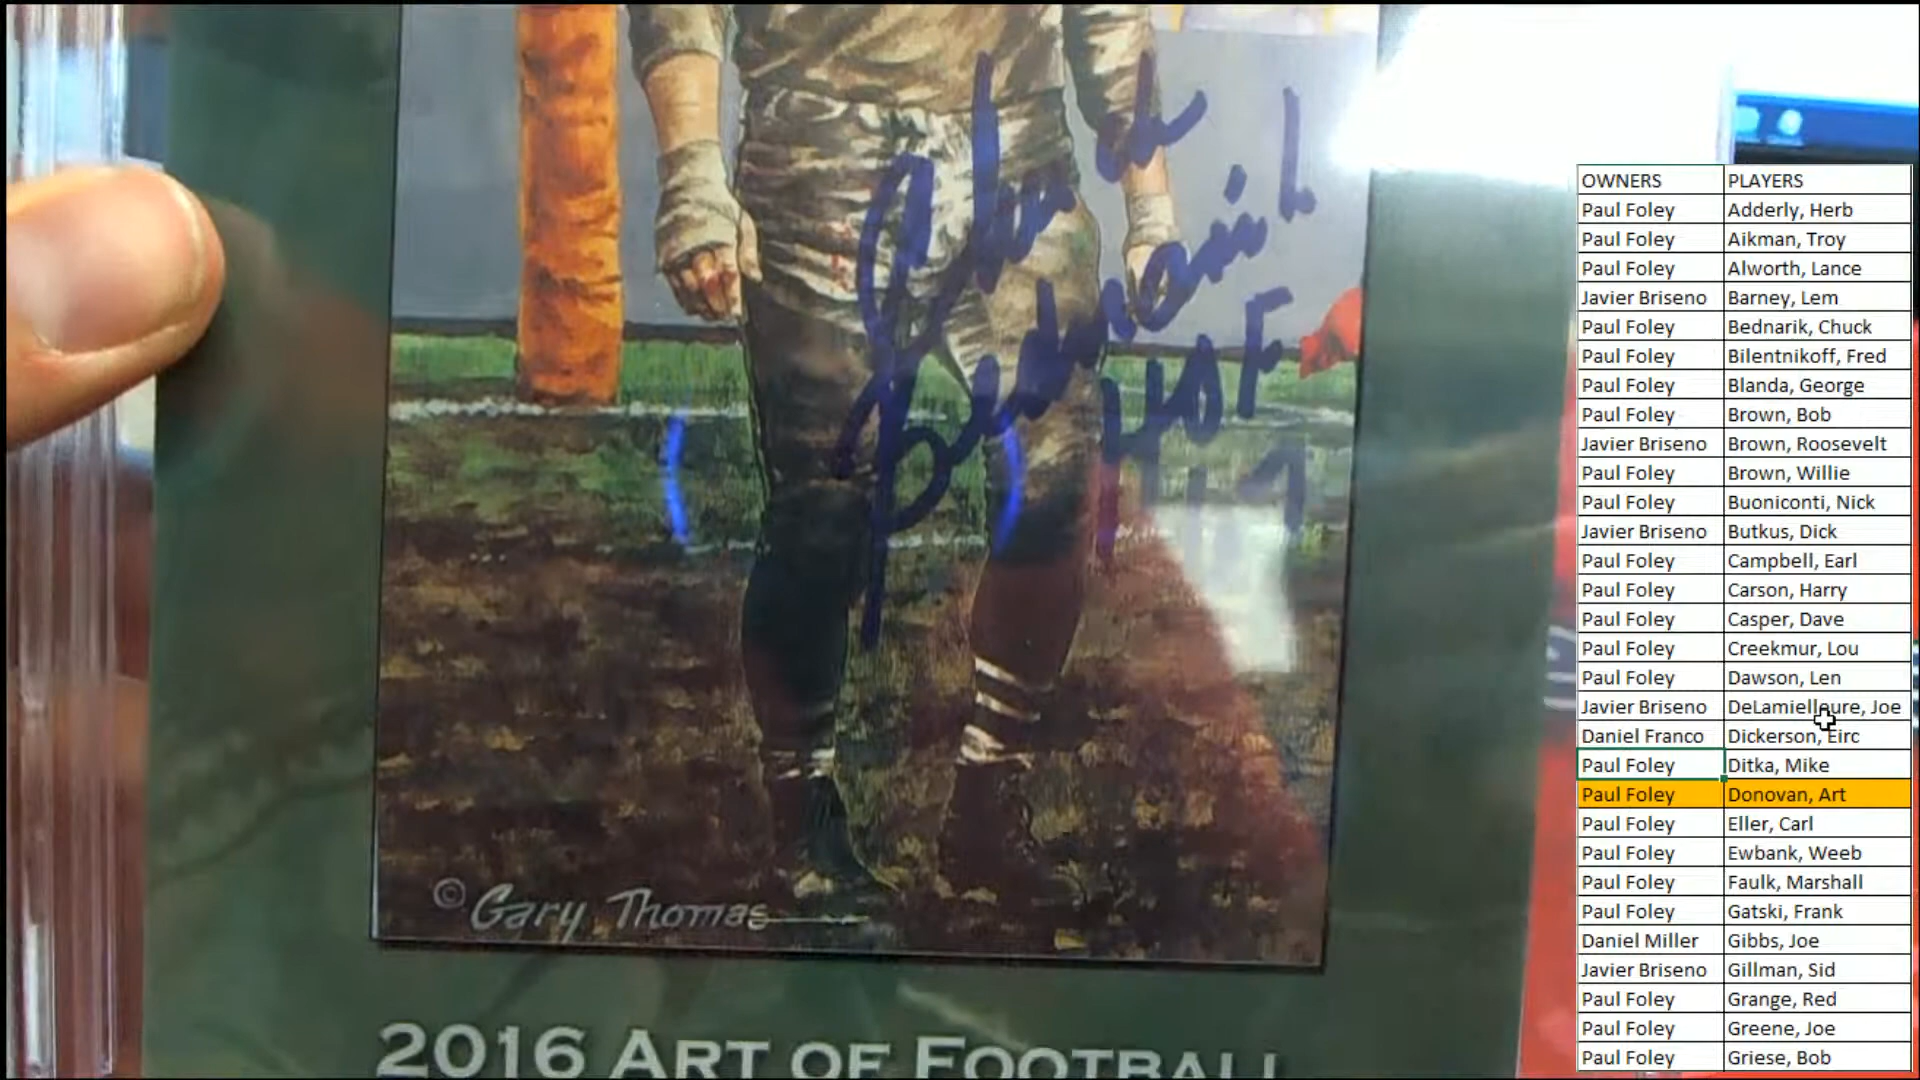 Chuck
Bednarik
HOF
'67
© Gary Thomas
2016 ART OF FOOTBALL
OWNERS PLAYERS
Paul Foley Adderly, Herb
Paul Foley Aikman, Troy
Paul Foley Alworth, Lance
Javier Briseno Barney, Lem
Paul Foley Bednarik, Chuck
Paul Foley Bilentnikoff, Fred
Paul Foley Blanda, George
Paul Foley Brown, Bob
Javier Briseno Brown, Roosevelt
Paul Foley Brown, Willie
Paul Foley Buoniconti, Nick
Javier Briseno Butkus, Dick
Paul Foley Campbell, Earl
Paul Foley Carson, Harry
Paul Foley Casper, Dave
Paul Foley Creekmur, Lou
Paul Foley Dawson, Len
Javier Briseno DeLamielleure, Joe
Daniel Franco Dickerson, Eirc
Paul Foley Ditka, Mike
Paul Foley Donovan, Art
Paul Foley Eller, Carl
Paul Foley Ewbank, Weeb
Paul Foley Faulk, Marshall
Paul Foley Gatski, Frank
Daniel Miller Gibbs, Joe
Javier Briseno Gillman, Sid
Paul Foley Grange, Red
Paul Foley Greene, Joe
Paul Foley Griese, Bob